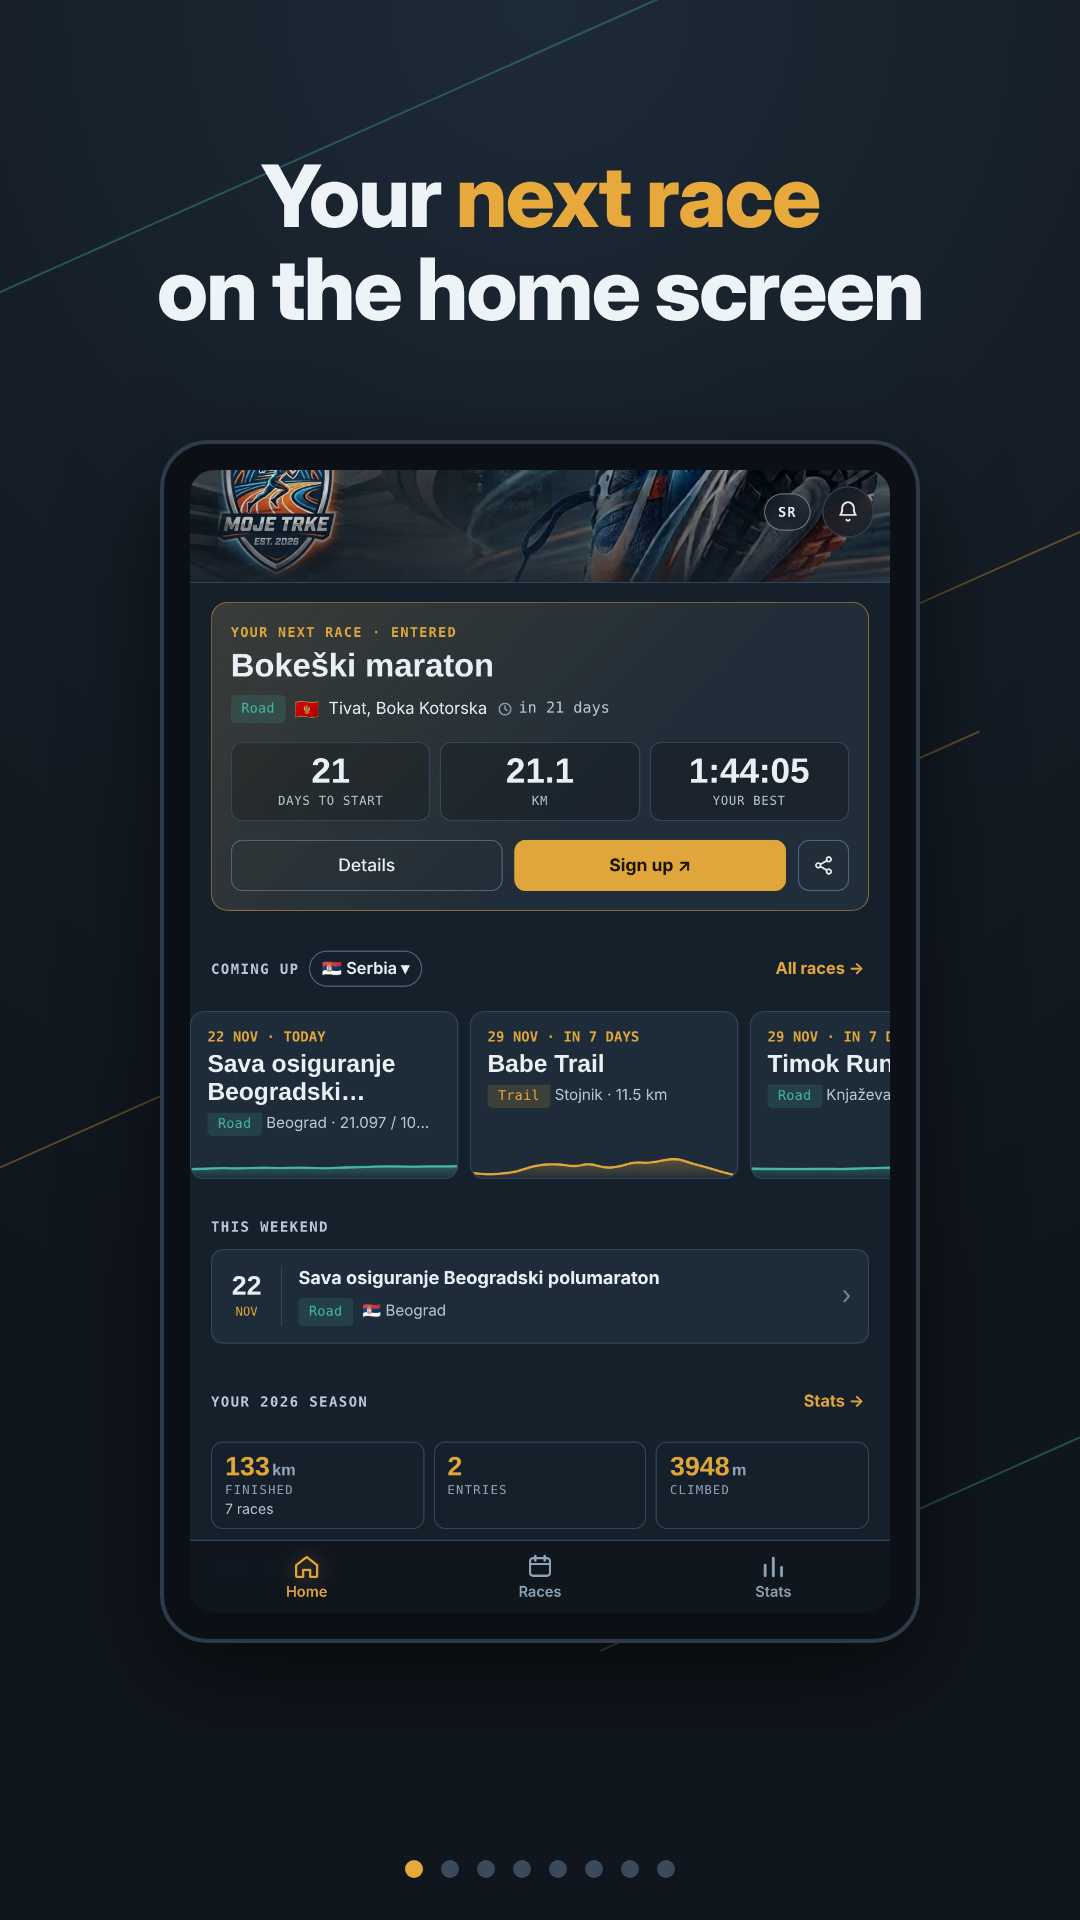 Your next race
on the home screen
MOJE TRKE
EST. 2026
SR
YOUR NEXT RACE · ENTERED
Bokeški maraton
Road Tivat, Boka Kotorska in 21 days
21 21.1 1:44:05
DAYS TO START KM YOUR BEST
Details Sign up ↗
COMING UP Serbia ▾ All races →
22 NOV · TODAY
Sava osiguranje
Beogradski...
Road Beograd · 21.097 / 10...
29 NOV · IN 7 DAYS
Babe Trail
Trail Stojnik · 11.5 km
29 NOV · IN 7 D
Timok Run
Road Knjaževa
THIS WEEKEND
22
NOV
Sava osiguranje Beogradski polumaraton
Road Beograd
YOUR 2026 SEASON Stats →
133 km
FINISHED
7 races
2
ENTRIES
3948 m
CLIMBED
Home Races Stats